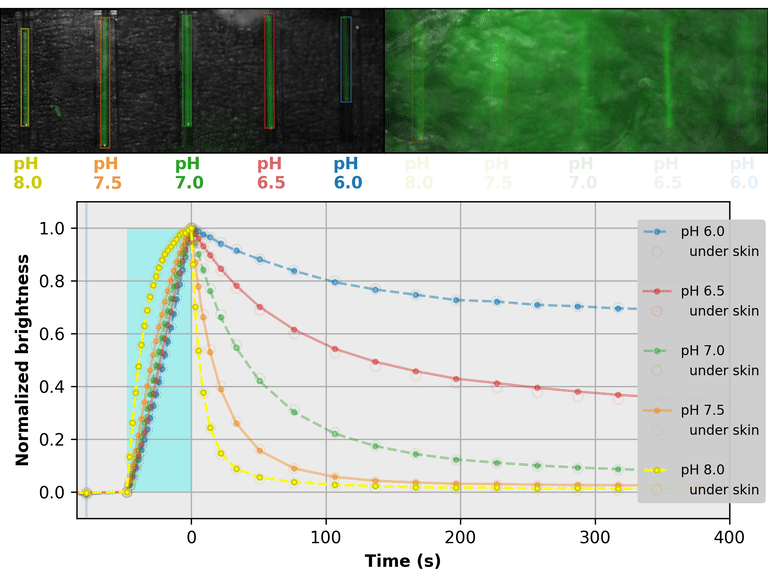 pH pH pH pH pH pH pH pH pH pH
8.0 7.5 7.0 6.5 6.0 8.0 7.5 7.0 6.5 6.0
Normalized brightness
1.0
0.8
0.6
0.4
0.2
0.0
pH 6.0
under skin
pH 6.5
under skin
pH 7.0
under skin
pH 7.5
under skin
pH 8.0
under skin
0 100 200 300 400
Time (s)